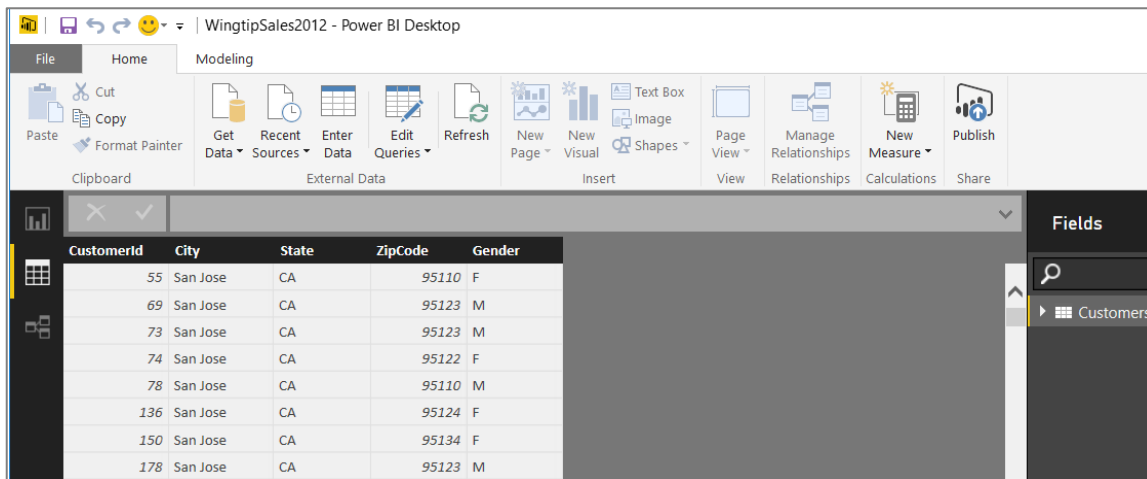 WingtipSales2012 - Power BI Desktop
File Home Modeling
Paste
Cut
Copy
Format Painter
Clipboard
Get Data
Recent Sources
Enter Data
Edit Queries
Refresh
External Data
New Page
New Visual
Text Box
Image
Shapes
Insert
Page View
View
Manage Relationships
Relationships
New Measure
Calculations
Publish
Share
Fields
Customers
CustomerId City State ZipCode Gender
55 San Jose CA 95110 F
69 San Jose CA 95123 M
73 San Jose CA 95123 M
74 San Jose CA 95122 F
78 San Jose CA 95110 M
136 San Jose CA 95124 F
150 San Jose CA 95134 F
178 San Jose CA 95123 M